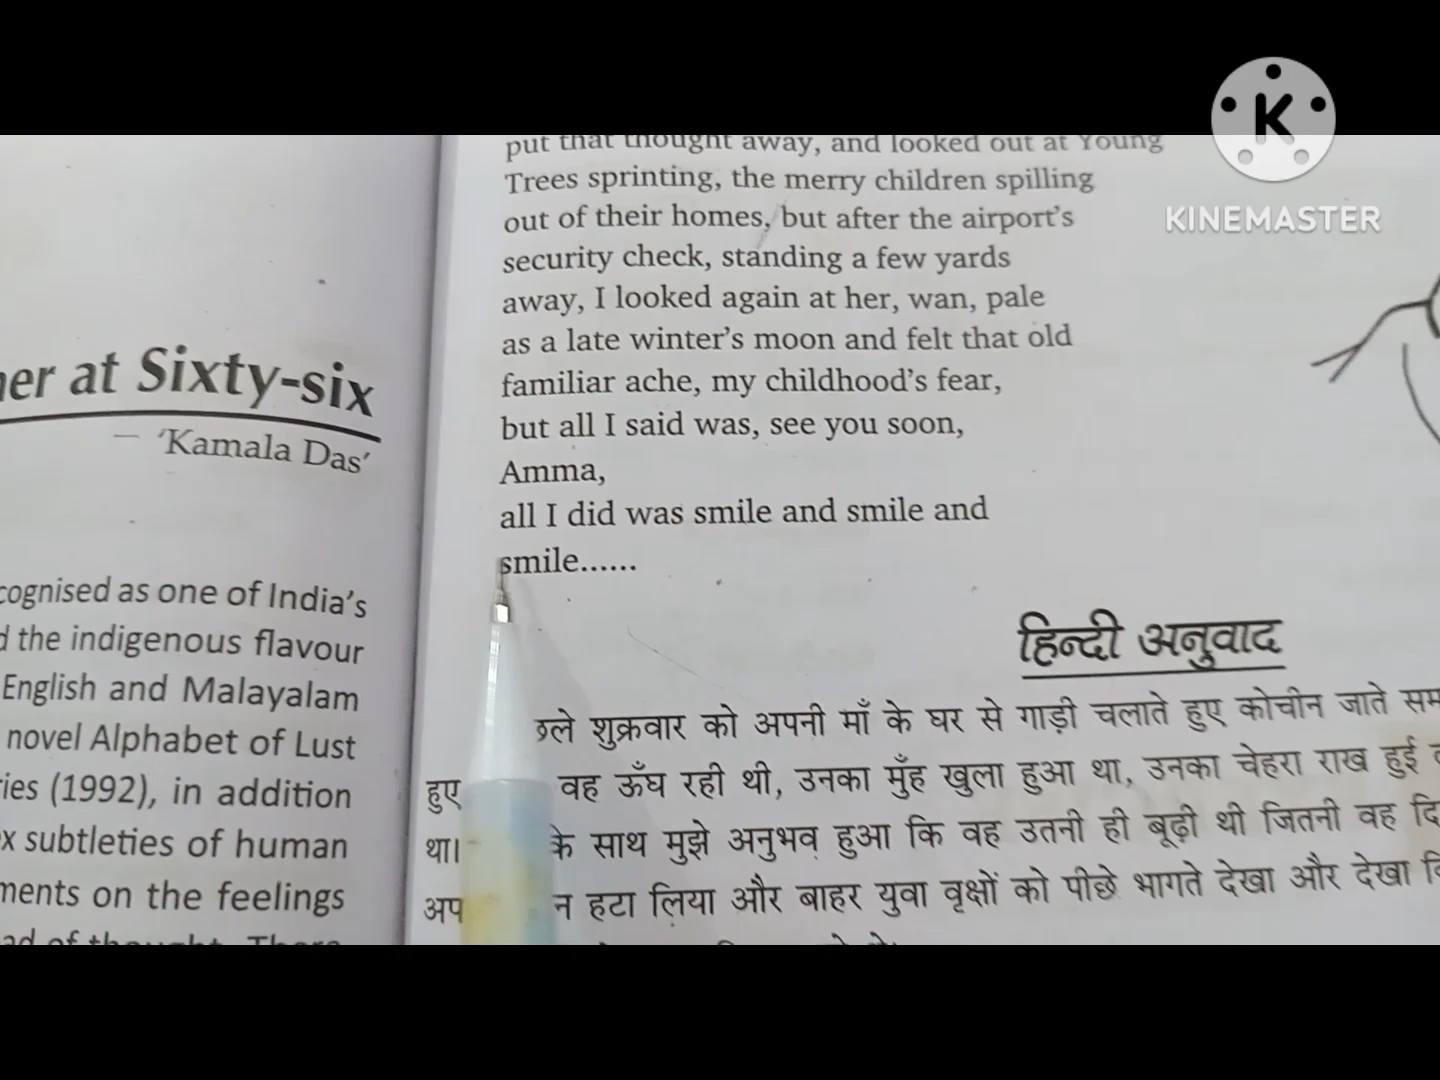 er at Sixty-six
— 'Kamala Das'
cognised as one of India's
the indigenous flavour
English and Malayalam
novel Alphabet of Lust
ies (1992), in addition
x subtleties of human
ments on the feelings
put that thought away, and looked out at Young
Trees sprinting, the merry children spilling
out of their homes, but after the airport's
security check, standing a few yards
away, I looked again at her, wan, pale
as a late winter's moon and felt that old
familiar ache, my childhood's fear,
but all I said was, see you soon,
Amma,
all I did was smile and smile and
smile......
हिन्दी अनुवाद
छले शुक्रवार को अपनी माँ के घर से गाड़ी चलाते हुए कोचीन जाते सम
हुए वह ऊँघ रही थी, उनका मुँह खुला हुआ था, उनका चेहरा राख हुई
था। के साथ मुझे अनुभव हुआ कि वह उतनी ही बूढ़ी थी जितनी वह दि
अप न हटा लिया और बाहर युवा वृक्षों को पीछे भागते देखा और देखा
KINEMASTER